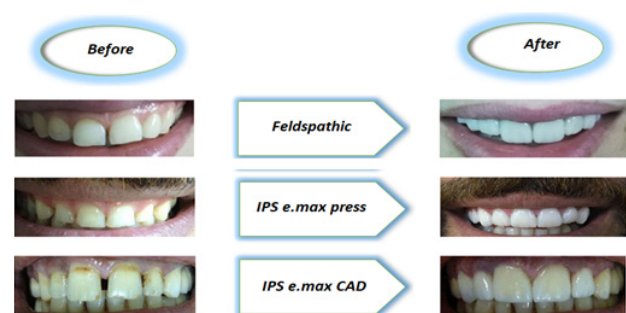 Before
After
Feldspathic
IPS e.max press
IPS e.max CAD